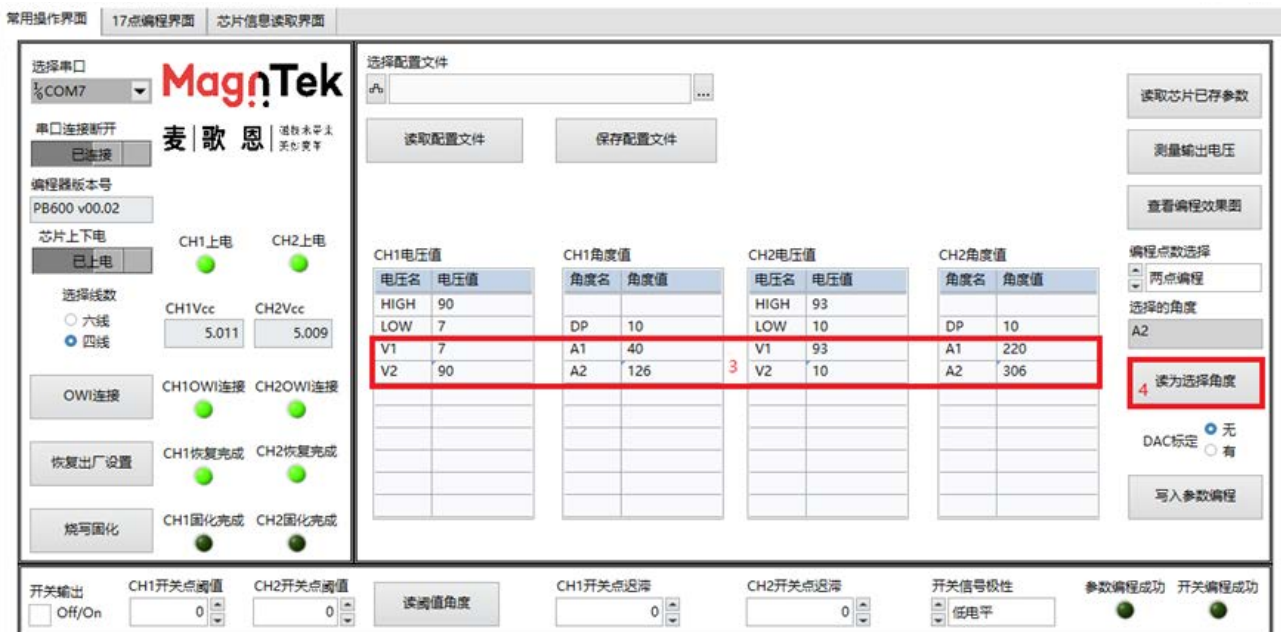 常用操作界面 17点编程界面 芯片信息读取界面
选择串口
COM7
MagnTek
麦歌恩
串口连接断开
已连接
编程器版本号
PB600 v00.02
芯片上下电
已上电
CH1上电 CH2上电
选择线数
六线
四线
CH1Vcc CH2Vcc
5.011 5.009
OWI连接
CH1OWI连接 CH2OWI连接
恢复出厂设置
CH1恢复完成 CH2恢复完成
烧写固化
CH1固化完成 CH2固化完成
选择配置文件
...
读取配置文件 保存配置文件
CH1电压值 CH1角度值 CH2电压值 CH2角度值
电压名 电压值 角度名 角度值 电压名 电压值 角度名 角度值
HIGH 90 HIGH 93
LOW 7 DP 10 LOW 10 DP 10
V1 7 A1 40 V1 93 A1 220
V2 90 A2 126 3 V2 10 A2 306
读取芯片已存参数
测量输出电压
查看编程效果图
编程点数选择
两点编程
选择的角度
A2
4 读为选择角度
DAC标定 无
有
写入参数编程
开关输出
Off/On
CH1开关点阈值 CH2开关点阈值
0 0
读阈值角度
CH1开关点迟滞 CH2开关点迟滞
0 0
开关信号极性
低电平
参数编程成功 开关编程成功